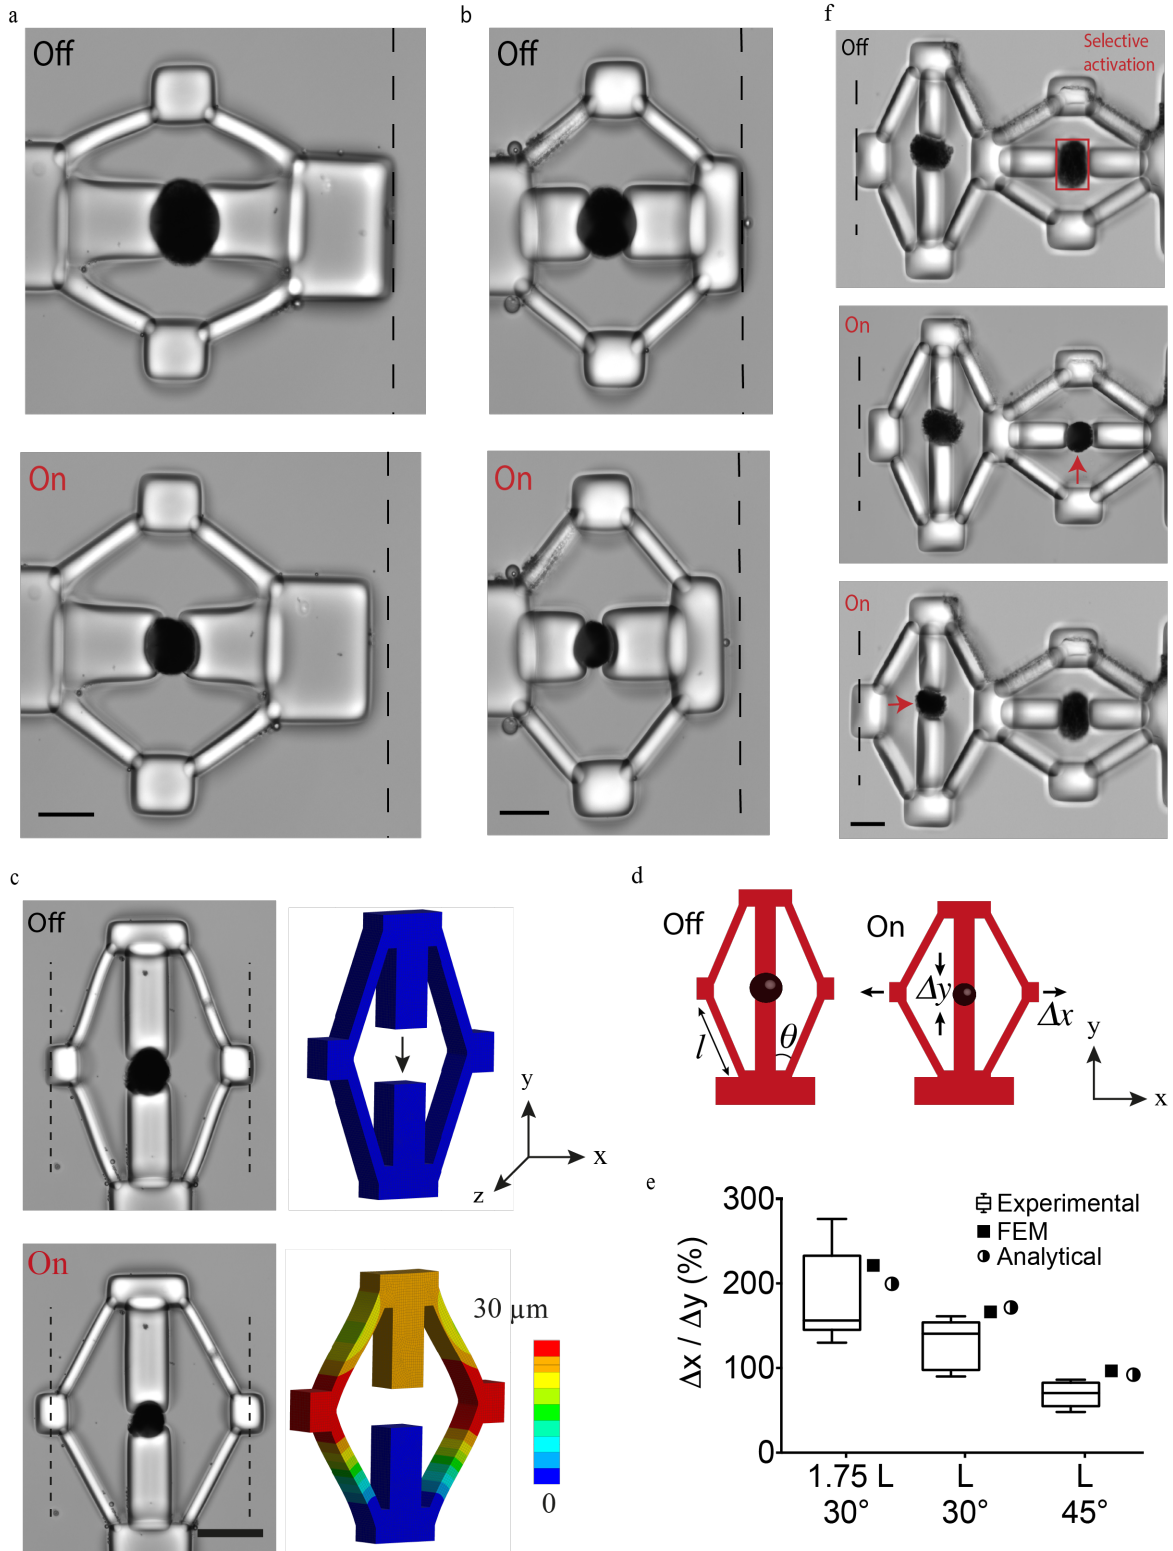 a
Off
On
b
Off
On
f
Off
Selective
activation
On
On
c
Off
On
y
x
z
30 µm
0
d
Off
On
l
θ
Δy
Δx
y
x
e
Δx / Δy (%)
300
200
100
0
Experimental
FEM
Analytical
1.75 L
30°
L
30°
L
45°